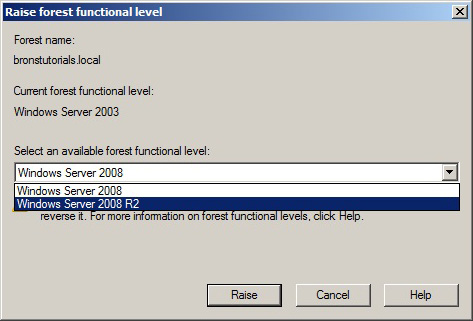 Raise forest functional level
Forest name:
bronstutorials.local
Current forest functional level:
Windows Server 2003
Select an available forest functional level:
Windows Server 2008
Windows Server 2008
Windows Server 2008 R2
reverse it. For more information on forest functional levels, click Help.
Raise
Cancel
Help